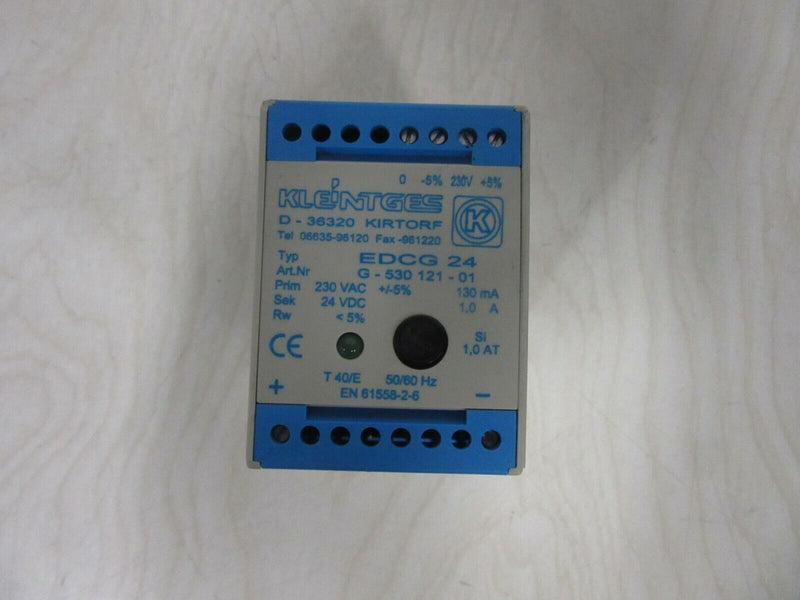 0 -5% 230V +5%
KLEINTGES
D - 36320 KIRTORF
K
Tel 06635-96120 Fax -961220
Typ EDCG 24
Art.Nr G - 530 121 - 01
Prim 230 VAC +/-5% 130 mA
Sek 24 VDC 1,0 A
Rw < 5%
CE
Si
1,0 AT
T 40/E 50/60 Hz
+ EN 61558-2-6 −